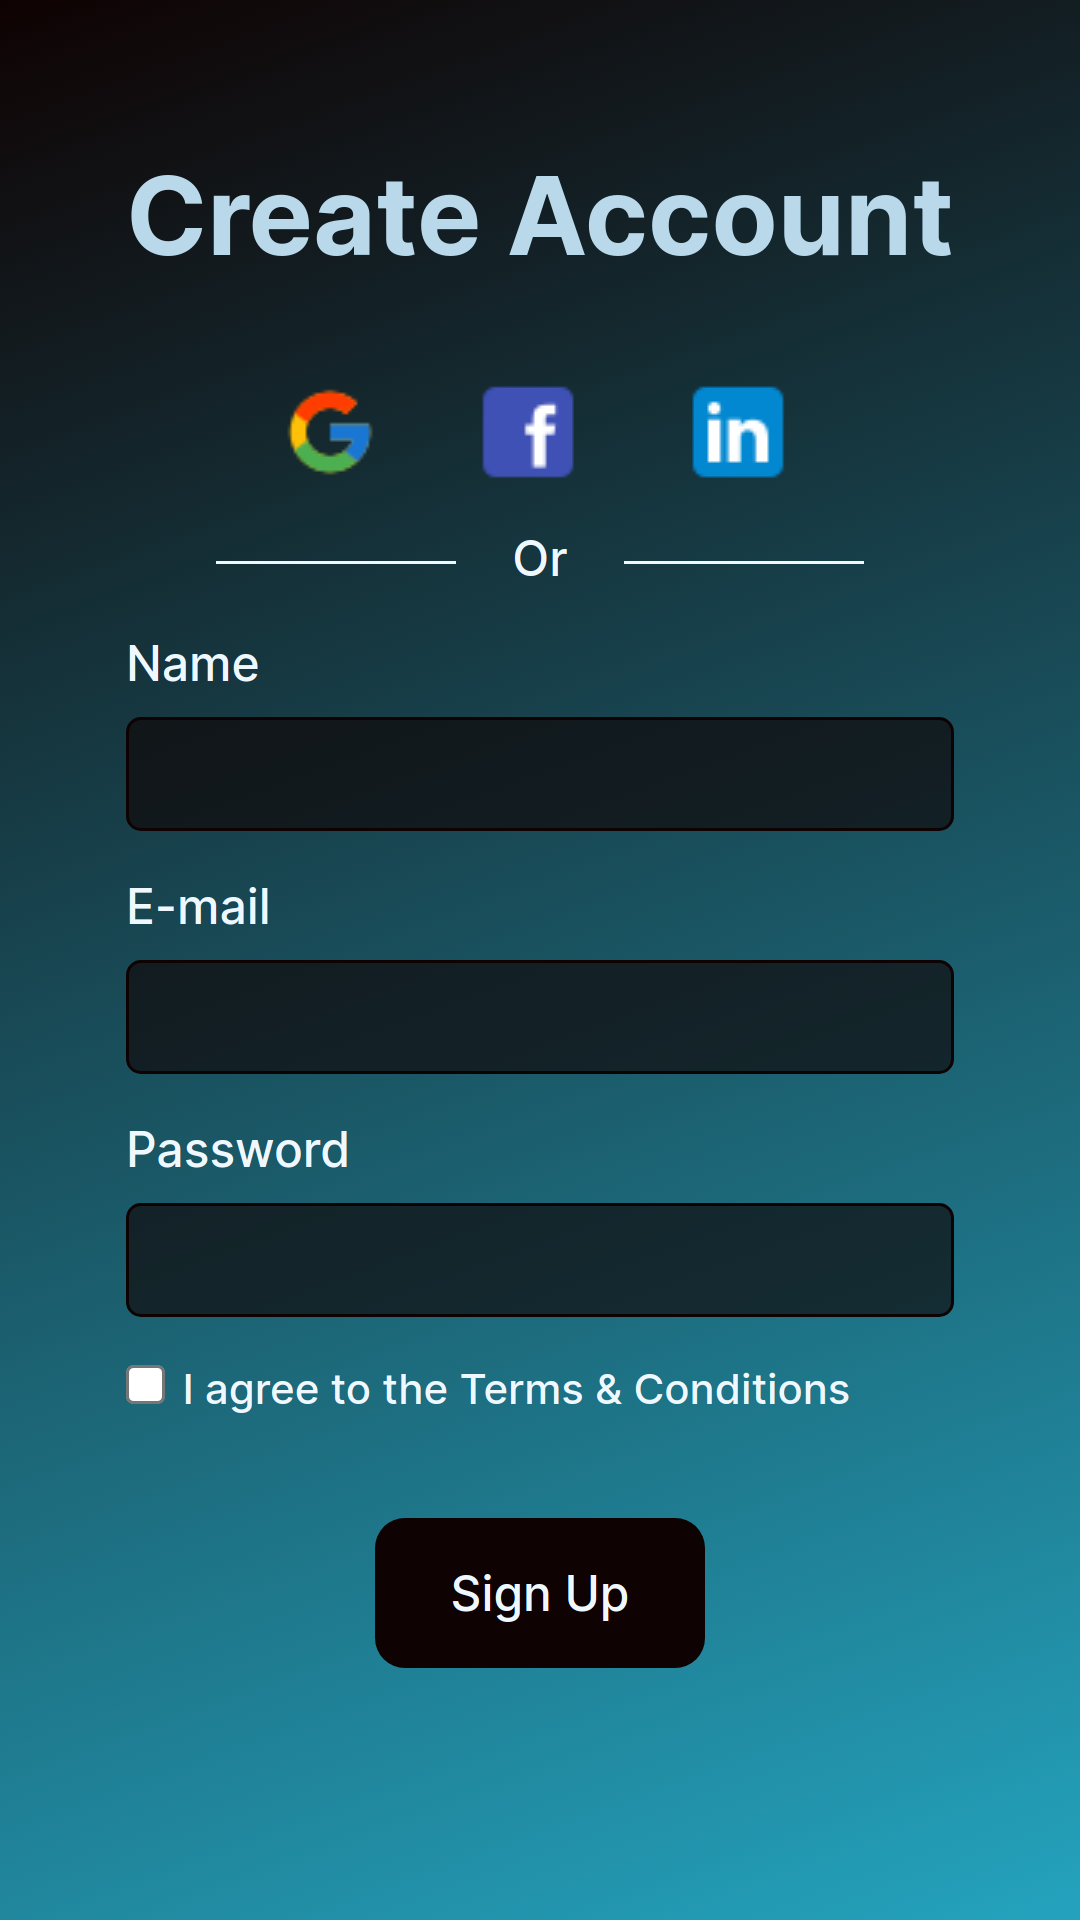 Create Account
G f in
Or
Name
E-mail
Password
I agree to the Terms & Conditions
Sign Up